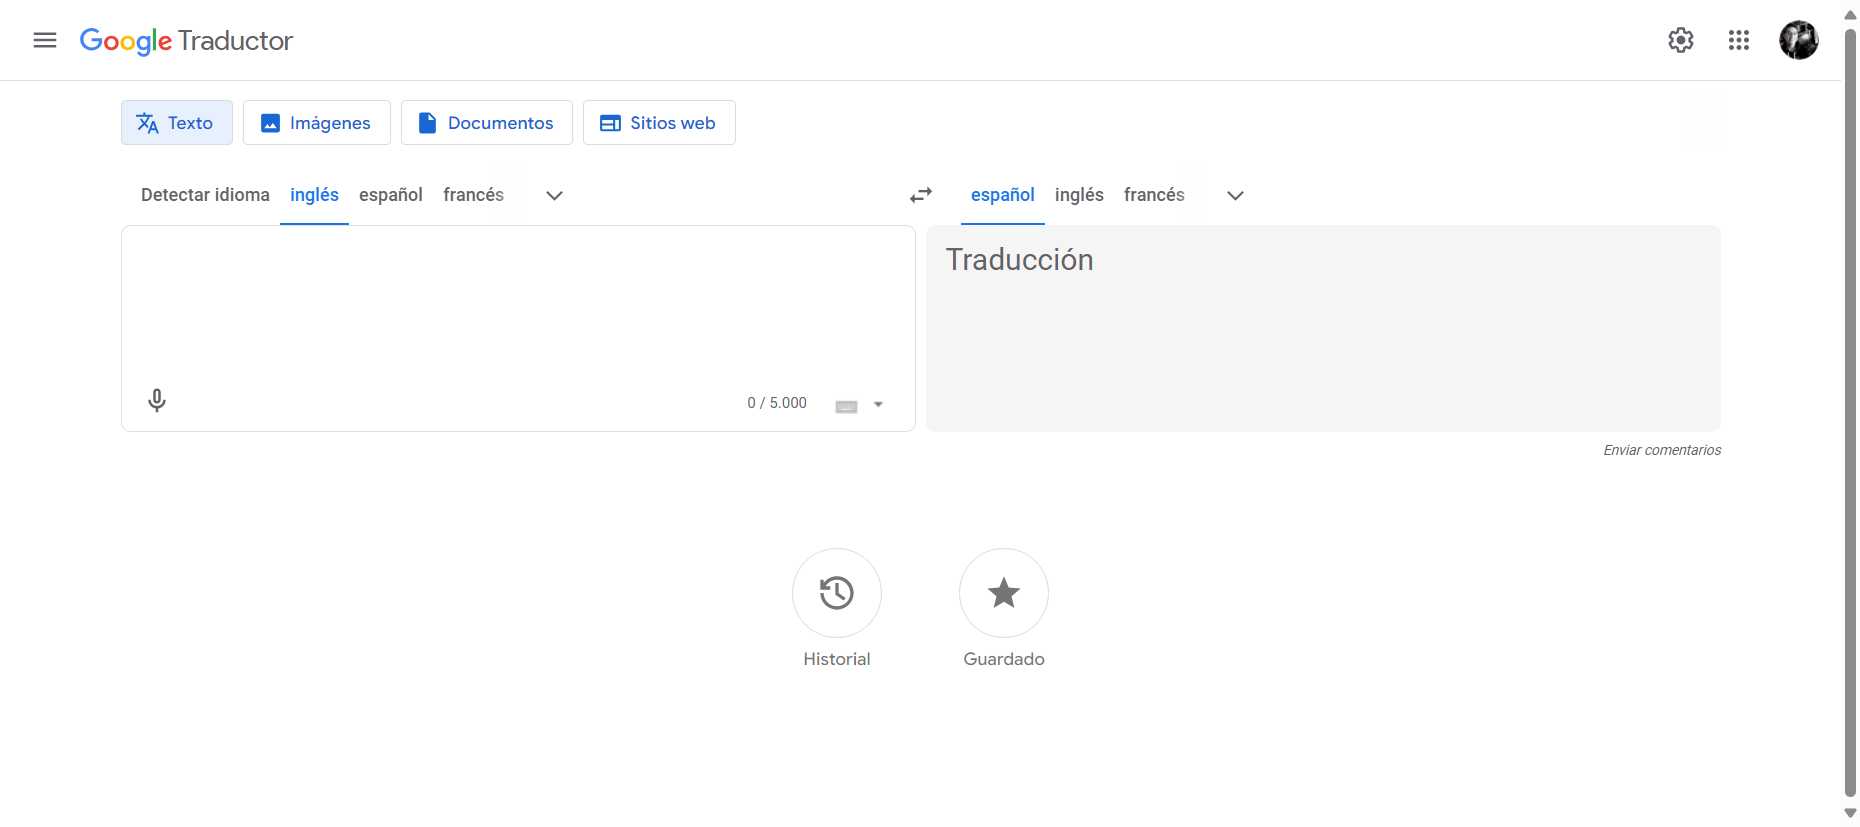 Google Traductor
Texto
Imágenes
Documentos
Sitios web
Detectar idioma inglés español francés
español inglés francés
Traducción
0 / 5.000
Enviar comentarios
Historial
Guardado